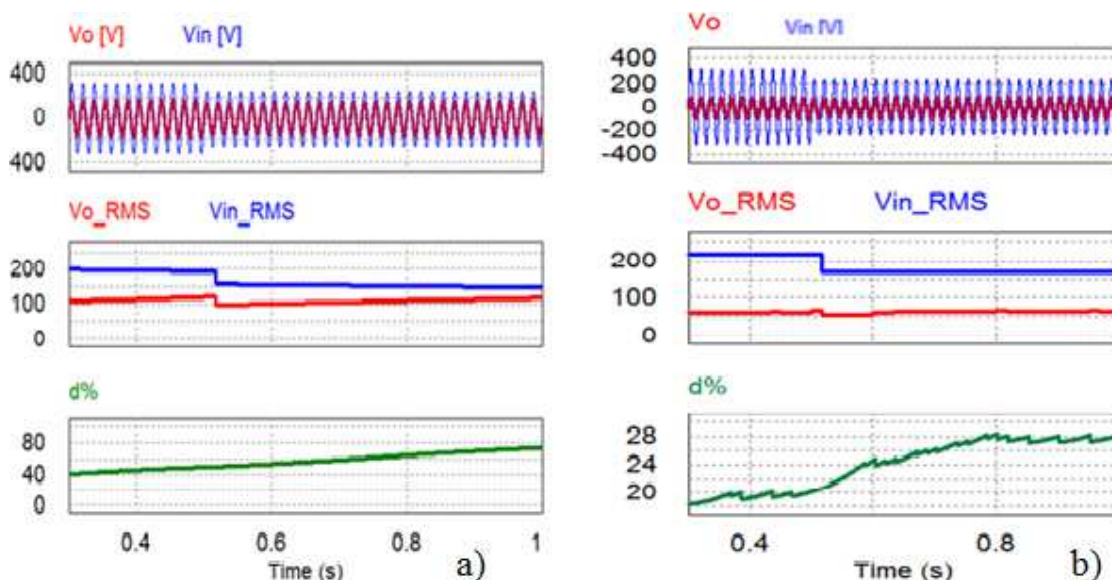 Vo [V] Vin [V]
400
0
400
Vo_RMS Vin_RMS
200
100
0
d%
80
40
0
0.4 0.6 0.8 1
Time (s) a)
Vo Vin [V]
400
200
0
-200
-400
Vo_RMS Vin_RMS
200
100
0
d%
28
24
20
0.4 0.8
Time (s) b)